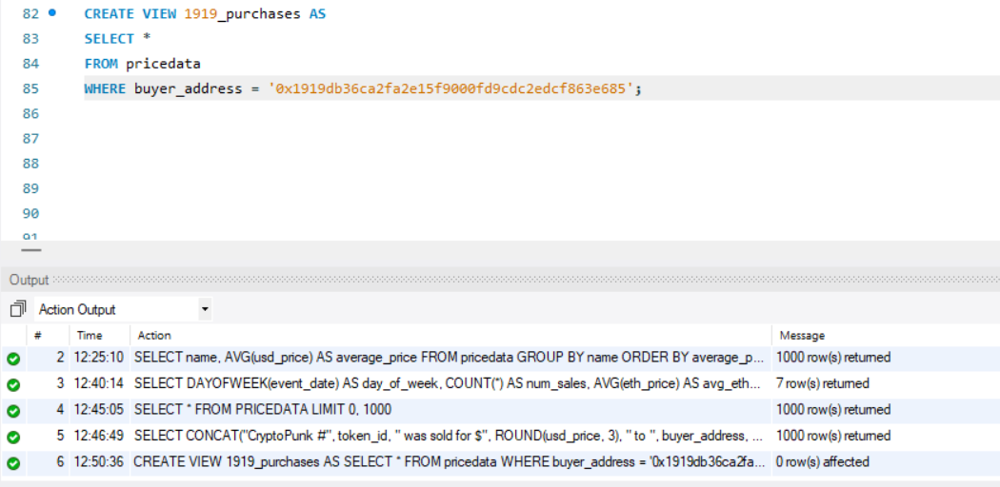 82 CREATE VIEW 1919_purchases AS
83 SELECT *
84 FROM pricedata
85 WHERE buyer_address = '0x1919db36ca2fa2e15f9000fd9cdc2edcf863e685';
86
87
88
89
90
91
Output
Action Output
# Time Action Message
2 12:25:10 SELECT name, AVG(usd_price) AS average_price FROM pricedata GROUP BY name ORDER BY average_p... 1000 row(s) returned
3 12:40:14 SELECT DAYOFWEEK(event_date) AS day_of_week, COUNT(*) AS num_sales, AVG(eth_price) AS avg_eth... 7 row(s) returned
4 12:45:05 SELECT * FROM PRICEDATA LIMIT 0, 1000 1000 row(s) returned
5 12:46:49 SELECT CONCAT("CryptoPunk #", token_id, " was sold for $", ROUND(usd_price, 3), " to ", buyer_address, ... 1000 row(s) returned
6 12:50:36 CREATE VIEW 1919_purchases AS SELECT * FROM pricedata WHERE buyer_address = '0x1919db36ca2fa... 0 row(s) affected